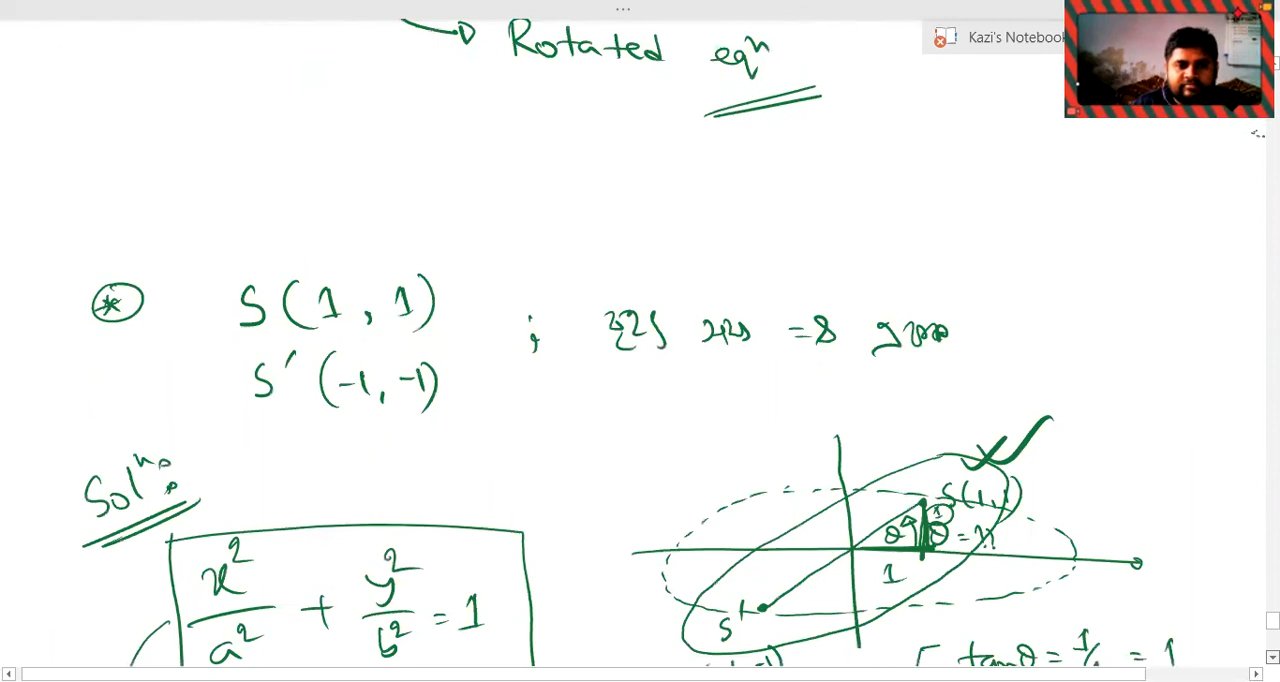 Rotated eqⁿ
Kazi's Notebook
S(1, 1)
S′(-1, -1)
;
= 8
Solⁿ:
x²/a² + y²/b² = 1
S(1,1)
θ
θ =
1
S′
tanθ = 1/1 = 1